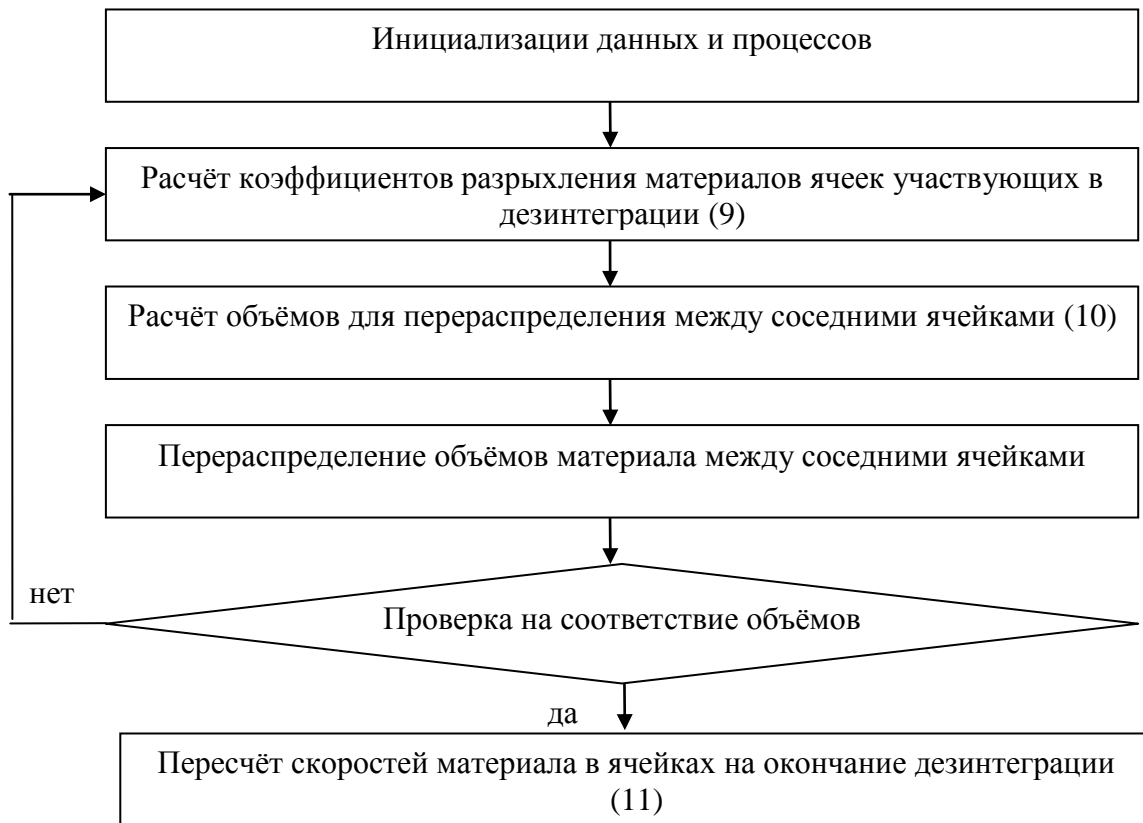 Инициализации данных и процессов
Расчёт коэффициентов разрыхления материалов ячеек участвующих в
дезинтеграции (9)
Расчёт объёмов для перераспределения между соседними ячейками (10)
Перераспределение объёмов материала между соседними ячейками
нет
Проверка на соответствие объёмов
да
Пересчёт скоростей материала в ячейках на окончание дезинтеграции
(11)